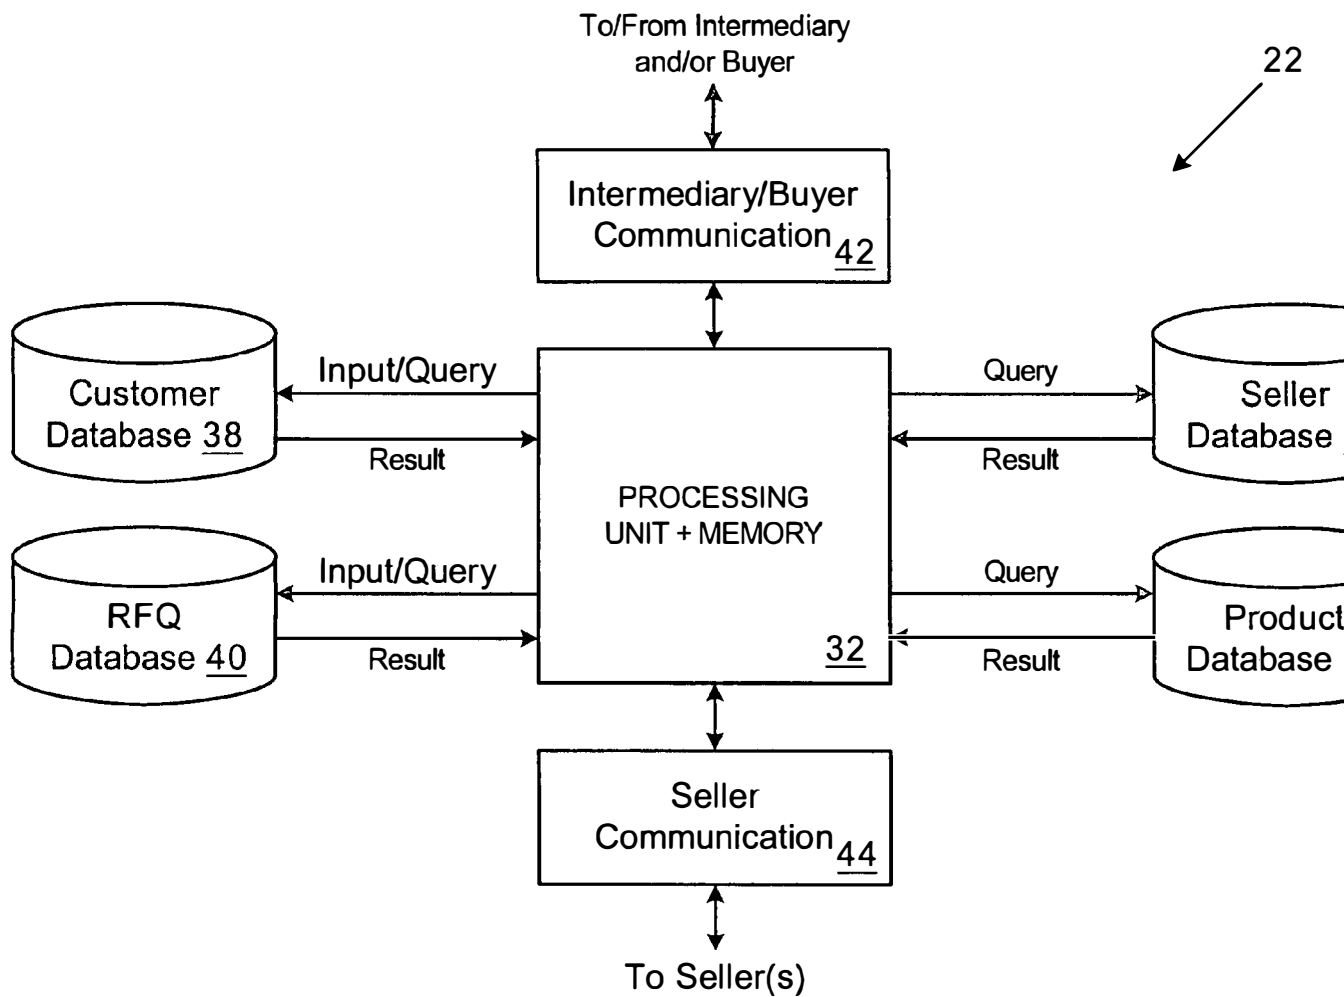 To/From Intermediary
and/or Buyer
22
Intermediary/Buyer
Communication 42
Customer
Database 38
Input/Query
Result
Query
Result
Seller
Database
PROCESSING
UNIT + MEMORY
32
RFQ
Database 40
Input/Query
Result
Query
Result
Product
Database
Seller
Communication 44
To Seller(s)